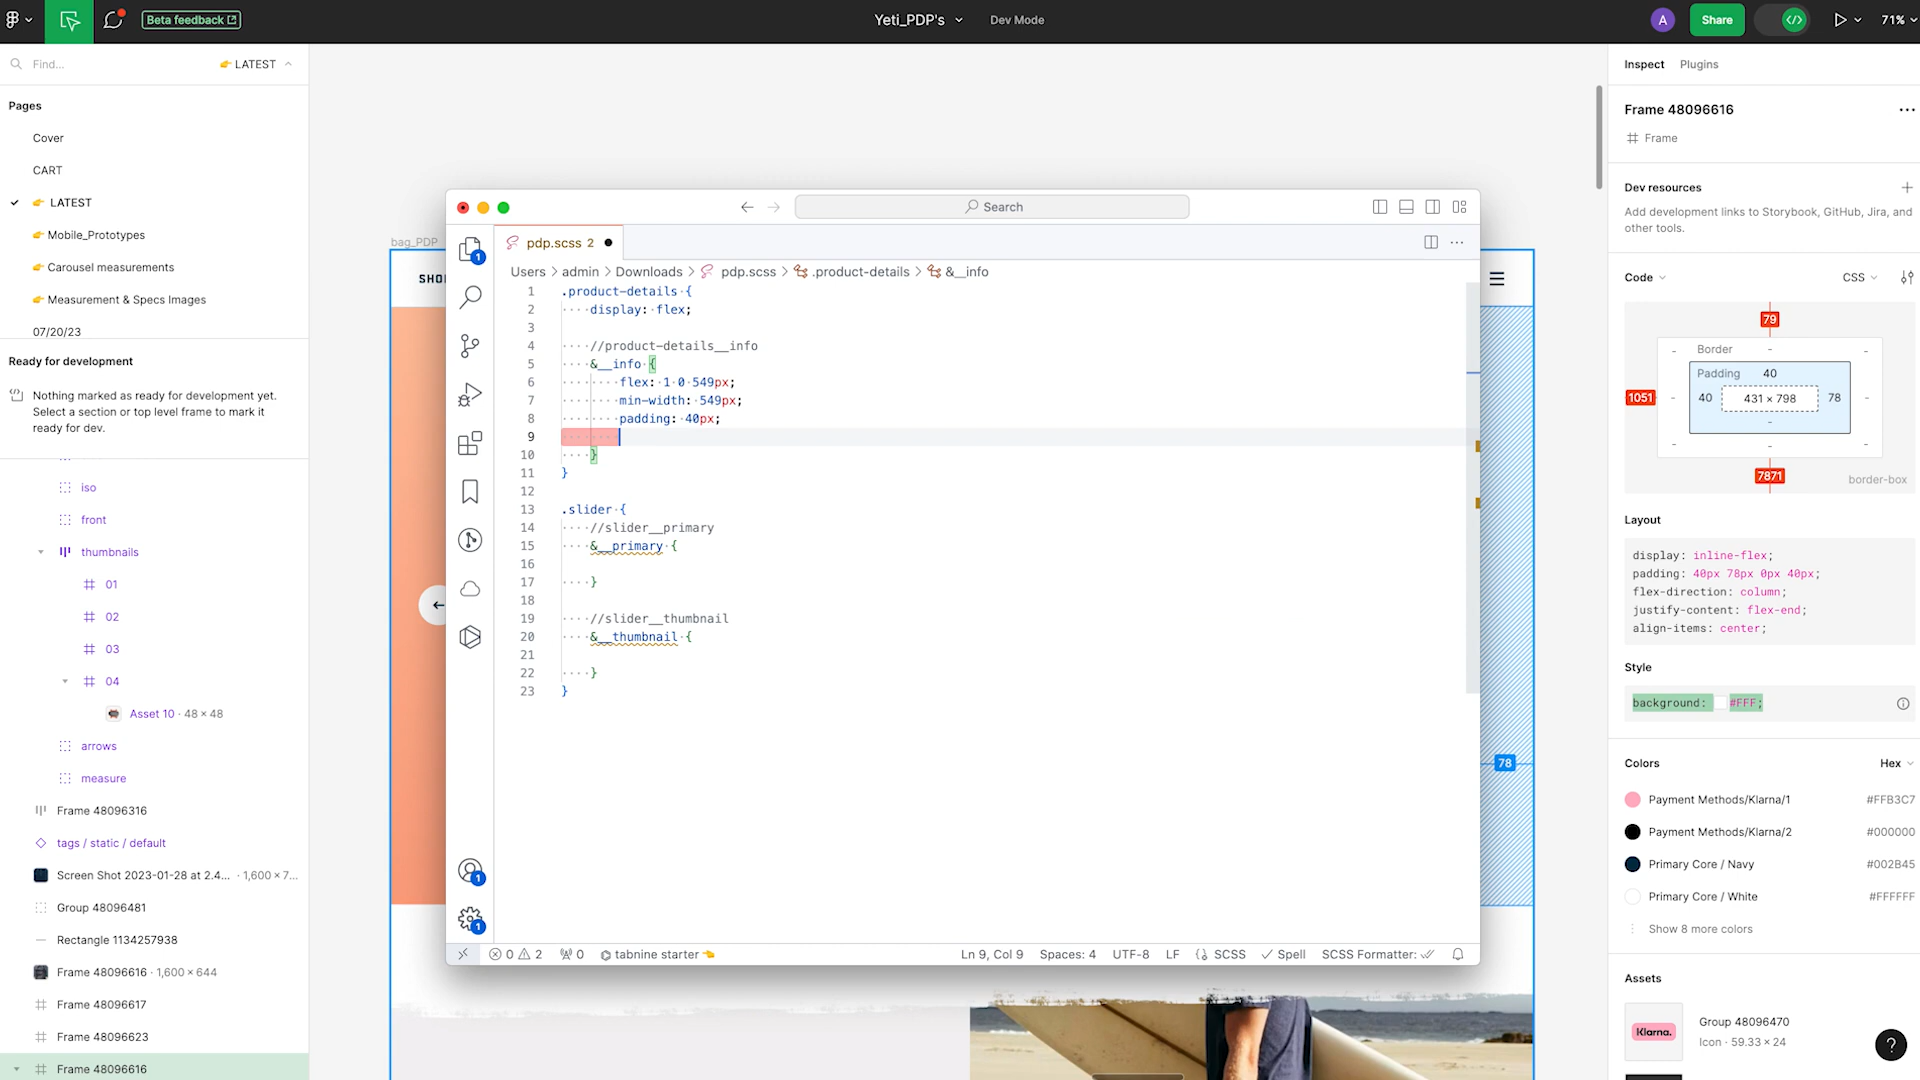 Beta feedback
Yeti_PDP's
Dev Mode
A
Share
71%
Find...
👉 LATEST
Pages
Cover
CART
👉 LATEST
👉 Mobile_Prototypes
👉 Carousel measurements
👉 Measurement & Specs Images
07/20/23
Ready for development
Nothing marked as ready for development yet.
Select a section or top level frame to mark it
ready for dev.
iso
front
thumbnails
01
02
03
04
Asset 10 · 48 × 48
arrows
measure
Frame 48096316
tags / static / default
Screen Shot 2023-01-28 at 2.4... · 1,600 × 7...
Group 48096481
Rectangle 1134257938
Frame 48096616 · 1,600 × 644
Frame 48096617
Frame 48096623
Frame 48096616
bag_PDP
SHO
78
Search
1
pdp.scss 2
Users > admin > Downloads > pdp.scss > .product-details > &__info
1 .product-details {
2 display: flex;
3
4 //product-details__info
5 &__info {
6 flex: 1 0 549px;
7 min-width: 549px;
8 padding: 40px;
9
10 }
11 }
12
13 .slider {
14 //slider__primary
15 &__primary {
16
17 }
18
19 //slider__thumbnail
20 &__thumbnail {
21
22 }
23 }
1
1
0 2 0 tabnine starter 👈
Ln 9, Col 9 Spaces: 4 UTF-8 LF SCSS Spell SCSS Formatter:
Inspect Plugins
Frame 48096616
Frame
Dev resources
Add development links to Storybook, GitHub, Jira, and
other tools.
Code CSS
79
Border -
Padding 40
1051 - 40 431 × 798 78 -
-
-
7871
border-box
Layout
display: inline-flex;
padding: 40px 78px 0px 40px;
flex-direction: column;
justify-content: flex-end;
align-items: center;
Style
background: #FFF;
Colors Hex
Payment Methods/Klarna/1 #FFB3C7
Payment Methods/Klarna/2 #000000
Primary Core / Navy #002B45
Primary Core / White #FFFFFF
Show 8 more colors
Assets
Klarna.
Group 48096470
Icon · 59.33 × 24
?